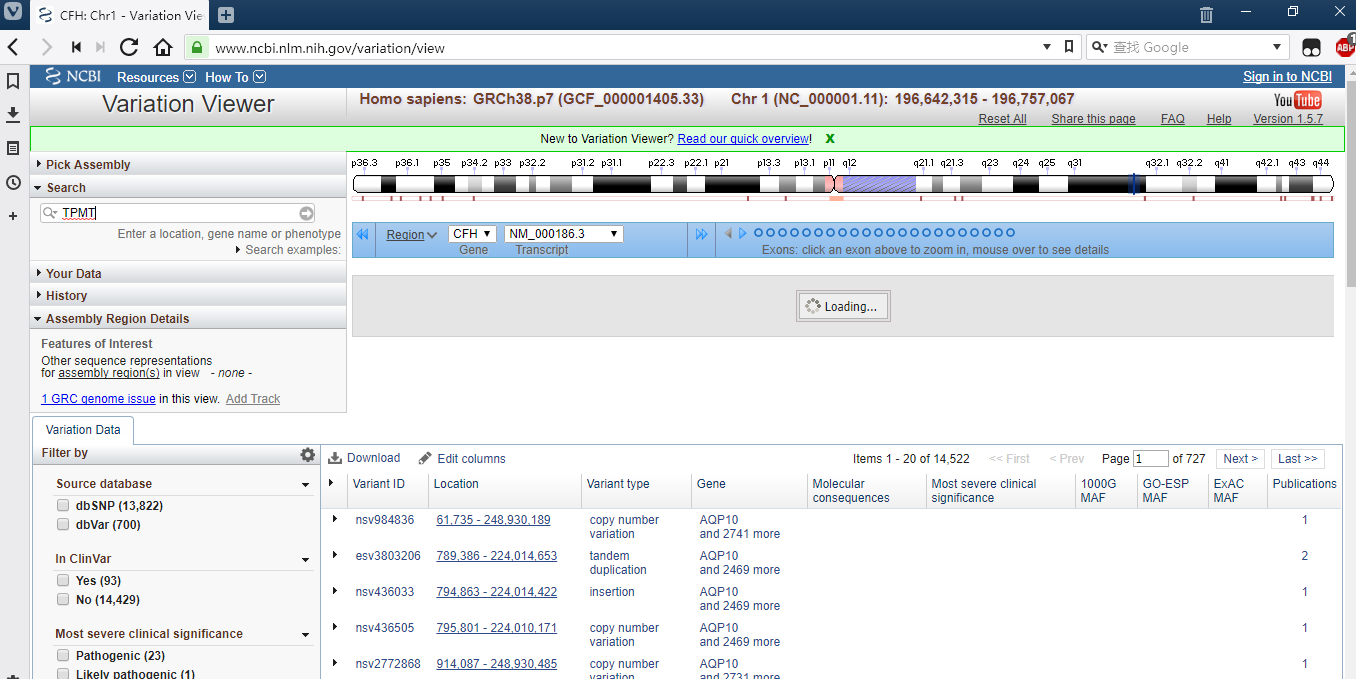 CFH: Chr1 - Variation Vie
www.ncbi.nlm.nih.gov/variation/view
查找 Google
ABP
1
NCBI Resources How To
Sign in to NCBI
Variation Viewer
Homo sapiens: GRCh38.p7 (GCF_000001405.33) Chr 1 (NC_000001.11): 196,642,315 - 196,757,067
YouTube
Reset All Share this page FAQ Help Version 1.5.7
New to Variation Viewer? Read our quick overview! X
Pick Assembly
Search
TPMT
Enter a location, gene name or phenotype
Search examples:
Your Data
History
Assembly Region Details
Features of Interest
Other sequence representations
for assembly region(s) in view - none -
1 GRC genome issue in this view. Add Track
p36.3 p36.1 p35 p34.2 p33 p32.2 p31.2 p31.1 p22.3 p22.1 p21 p13.3 p13.1 p11 q12 q21.1 q21.3 q23 q24 q25 q31 q32.1 q32.2 q41 q42.1 q43 q44
Region CFH NM_000186.3
Gene Transcript Exons: click an exon above to zoom in, mouse over to see details
Loading...
Variation Data
Filter by
Source database
dbSNP (13,822)
dbVar (700)
In ClinVar
Yes (93)
No (14,429)
Most severe clinical significance
Pathogenic (23)
Likely pathogenic (1)
Download Edit columns Items 1 - 20 of 14,522 << First < Prev Page 1 of 727 Next > Last >>
Variant ID Location Variant type Gene Molecular consequences Most severe clinical significance 1000G MAF GO-ESP MAF ExAC MAF Publications
nsv984836 61,735 - 248,930,189 copy number variation AQP10 and 2741 more 1
esv3803206 789,386 - 224,014,653 tandem duplication AQP10 and 2469 more 2
nsv436033 794,863 - 224,014,422 insertion AQP10 and 2469 more 1
nsv436505 795,801 - 224,010,171 copy number variation AQP10 and 2469 more 1
nsv2772868 914,087 - 248,930,485 copy number variation AQP10 and 2731 more 1